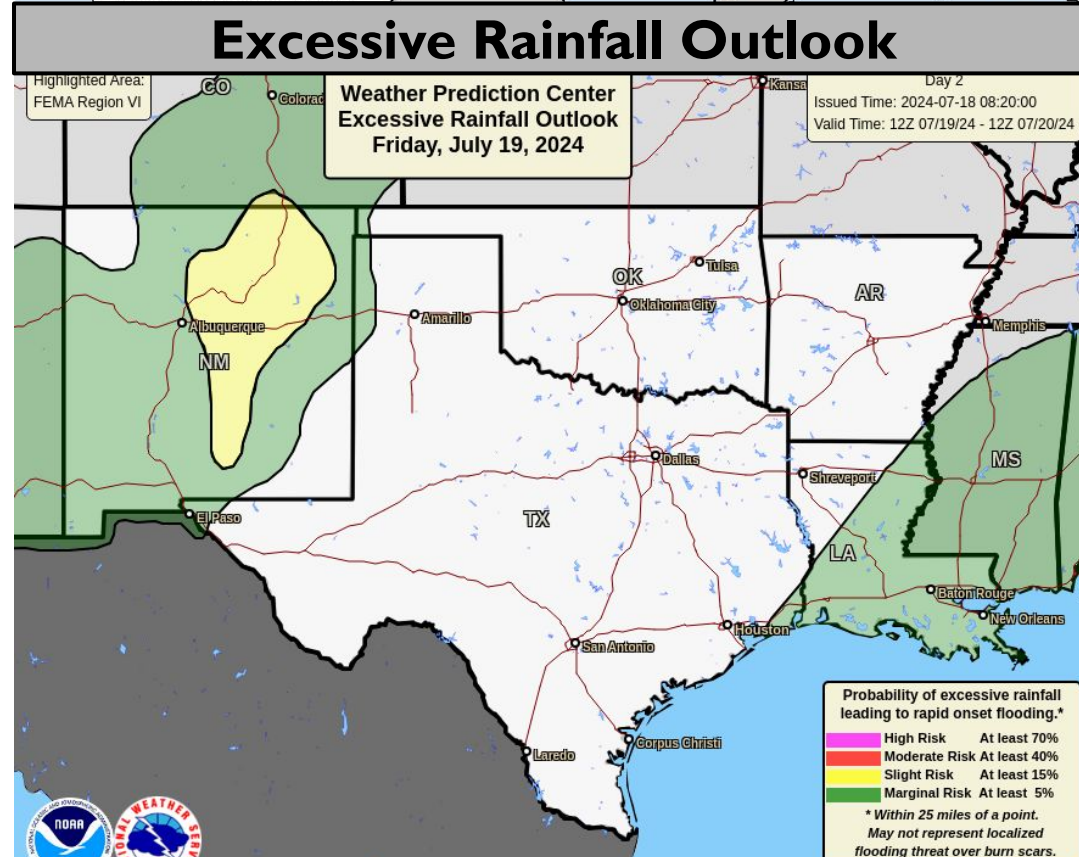 Excessive Rainfall Outlook
Highlighted Area:
FEMA Region VI
Weather Prediction Center
Excessive Rainfall Outlook
Friday, July 19, 2024
Day 2
Issued Time: 2024-07-18 08:20:00
Valid Time: 12Z 07/19/24 - 12Z 07/20/24
CO
Colorad
Kansa
OK
Tulsa
Oklahoma City
AR
Memphis
Amarillo
Albuquerque
NM
Dallas
Shreveport
MS
El Paso
TX
LA
Baton Rouge
New Orleans
Houston
San Antonio
Laredo
Corpus Christi
Probability of excessive rainfall
leading to rapid onset flooding.*
High Risk At least 70%
Moderate Risk At least 40%
Slight Risk At least 15%
Marginal Risk At least 5%
* Within 25 miles of a point.
May not represent localized
flooding threat over burn scars.
NOAA
NAL WEATHER SERV